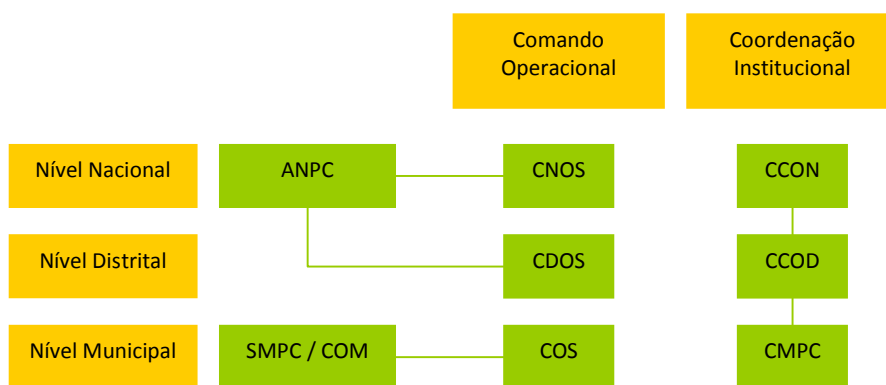 Comando
Operacional
Coordenação
Institucional
Nível Nacional
ANPC
CNOS
CCON
Nível Distrital
CDOS
CCOD
Nível Municipal
SMPC / COM
COS
CMPC